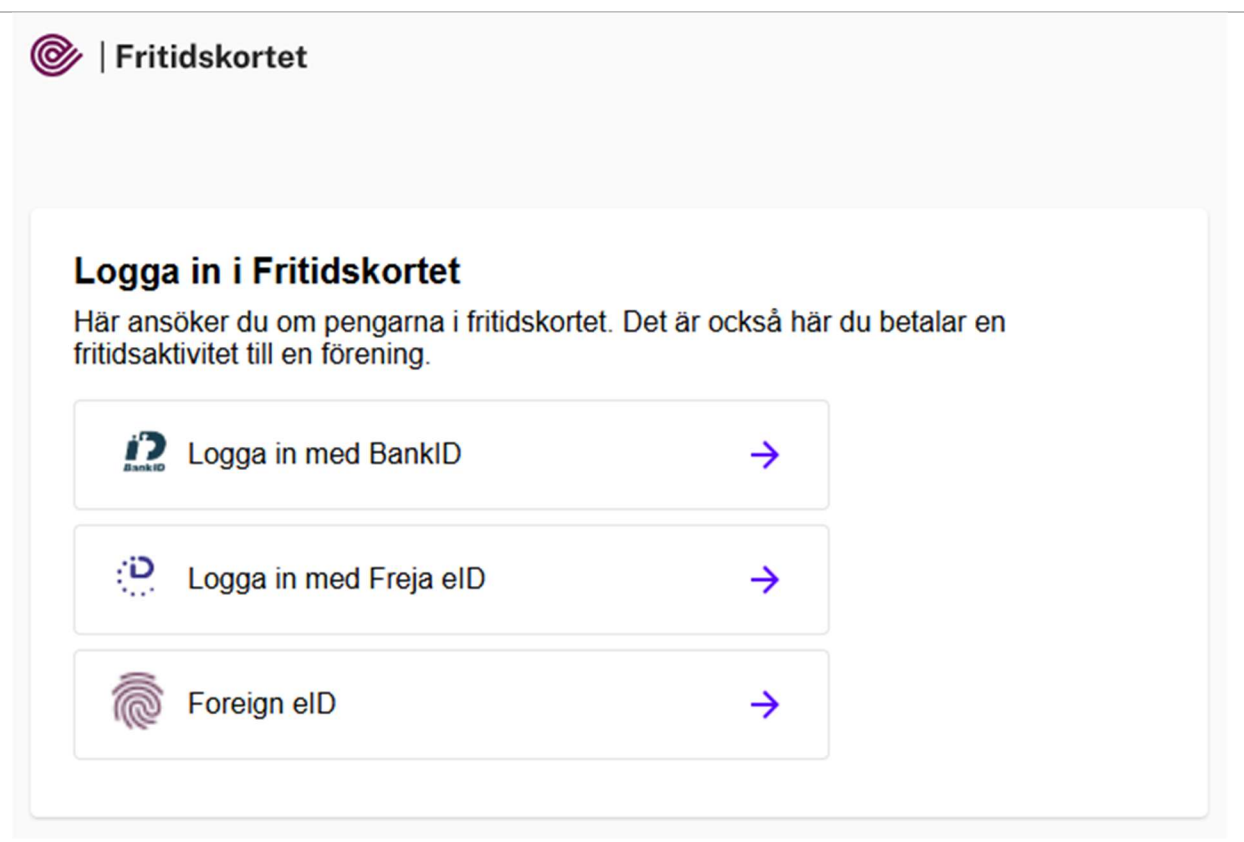 | Fritidskortet
Logga in i Fritidskortet
Här ansöker du om pengarna i fritidskortet. Det är också här du betalar en
fritidsaktivitet till en förening.
BankID
Logga in med BankID
iD
Logga in med Freja eID
Foreign eID